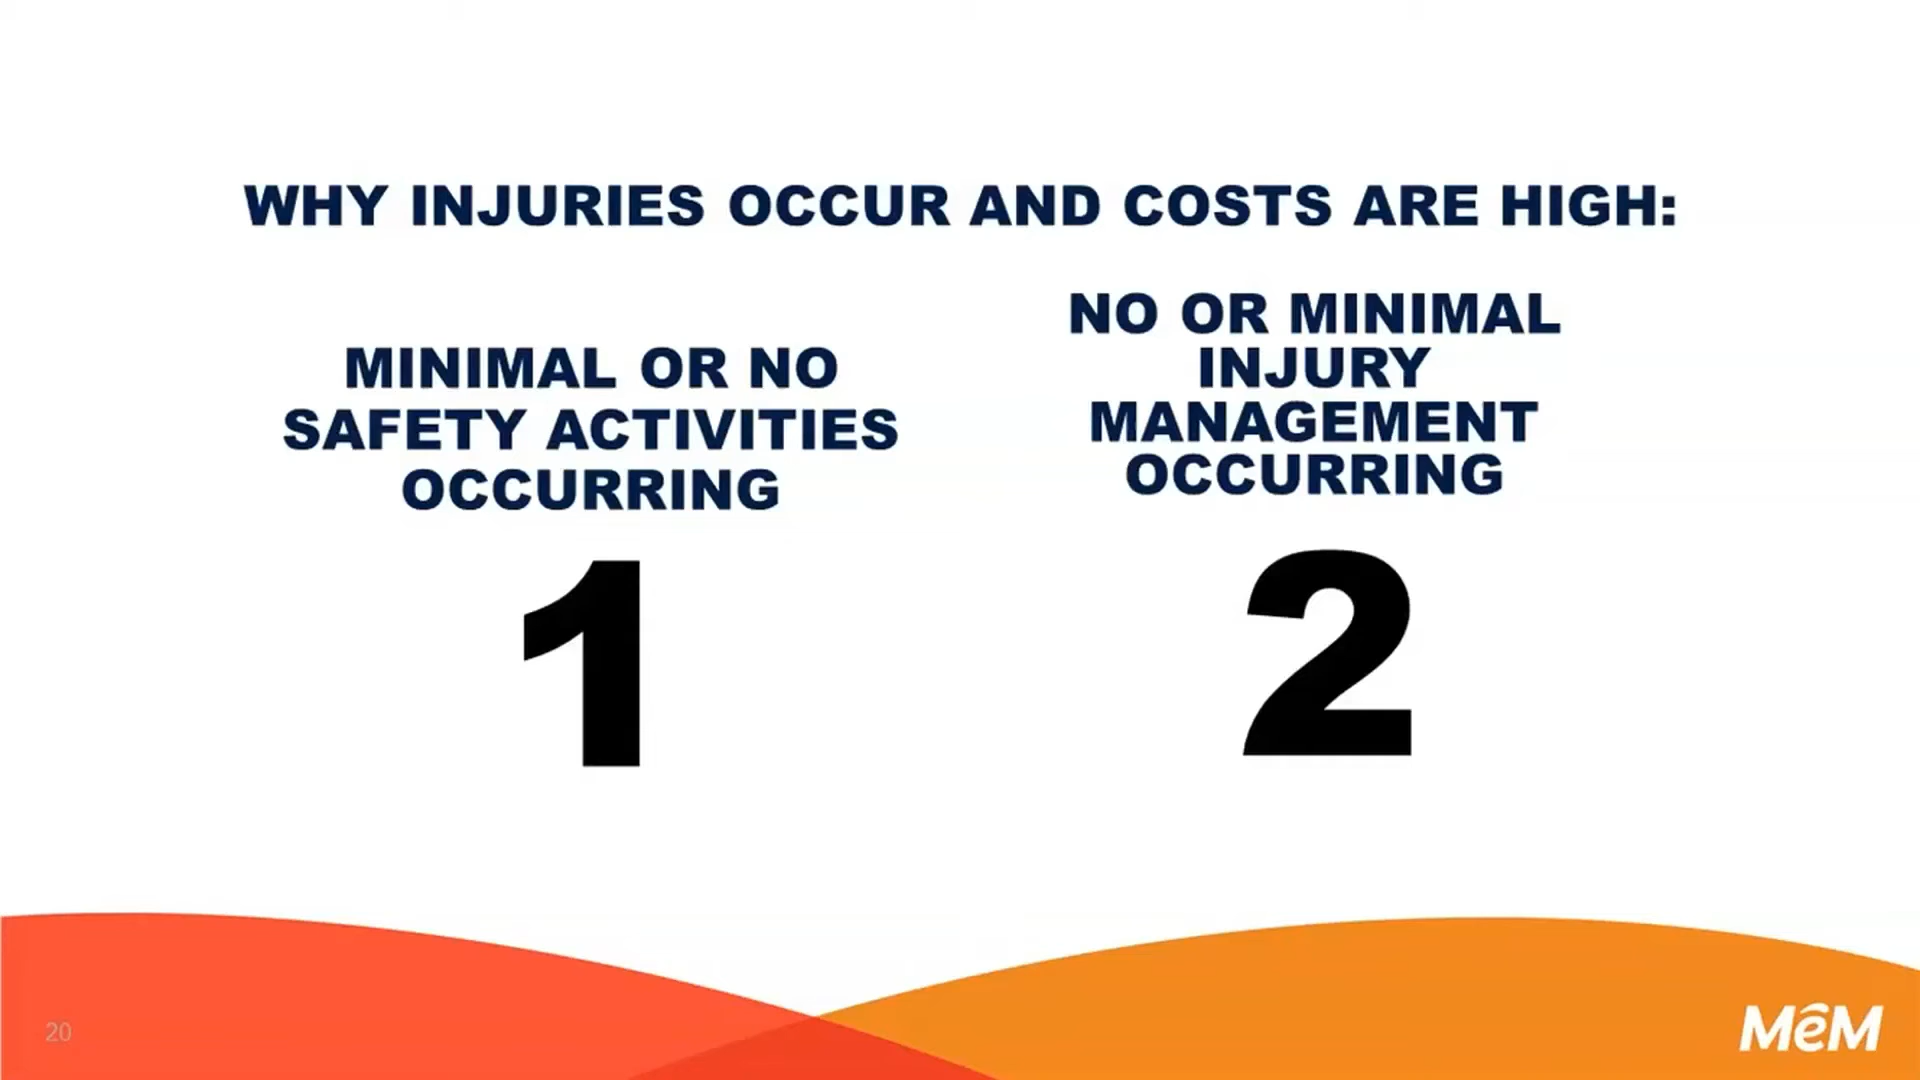 WHY INJURIES OCCUR AND COSTS ARE HIGH:
MINIMAL OR NO
SAFETY ACTIVITIES
OCCURRING
1
NO OR MINIMAL
INJURY
MANAGEMENT
OCCURRING
2
20
MêM